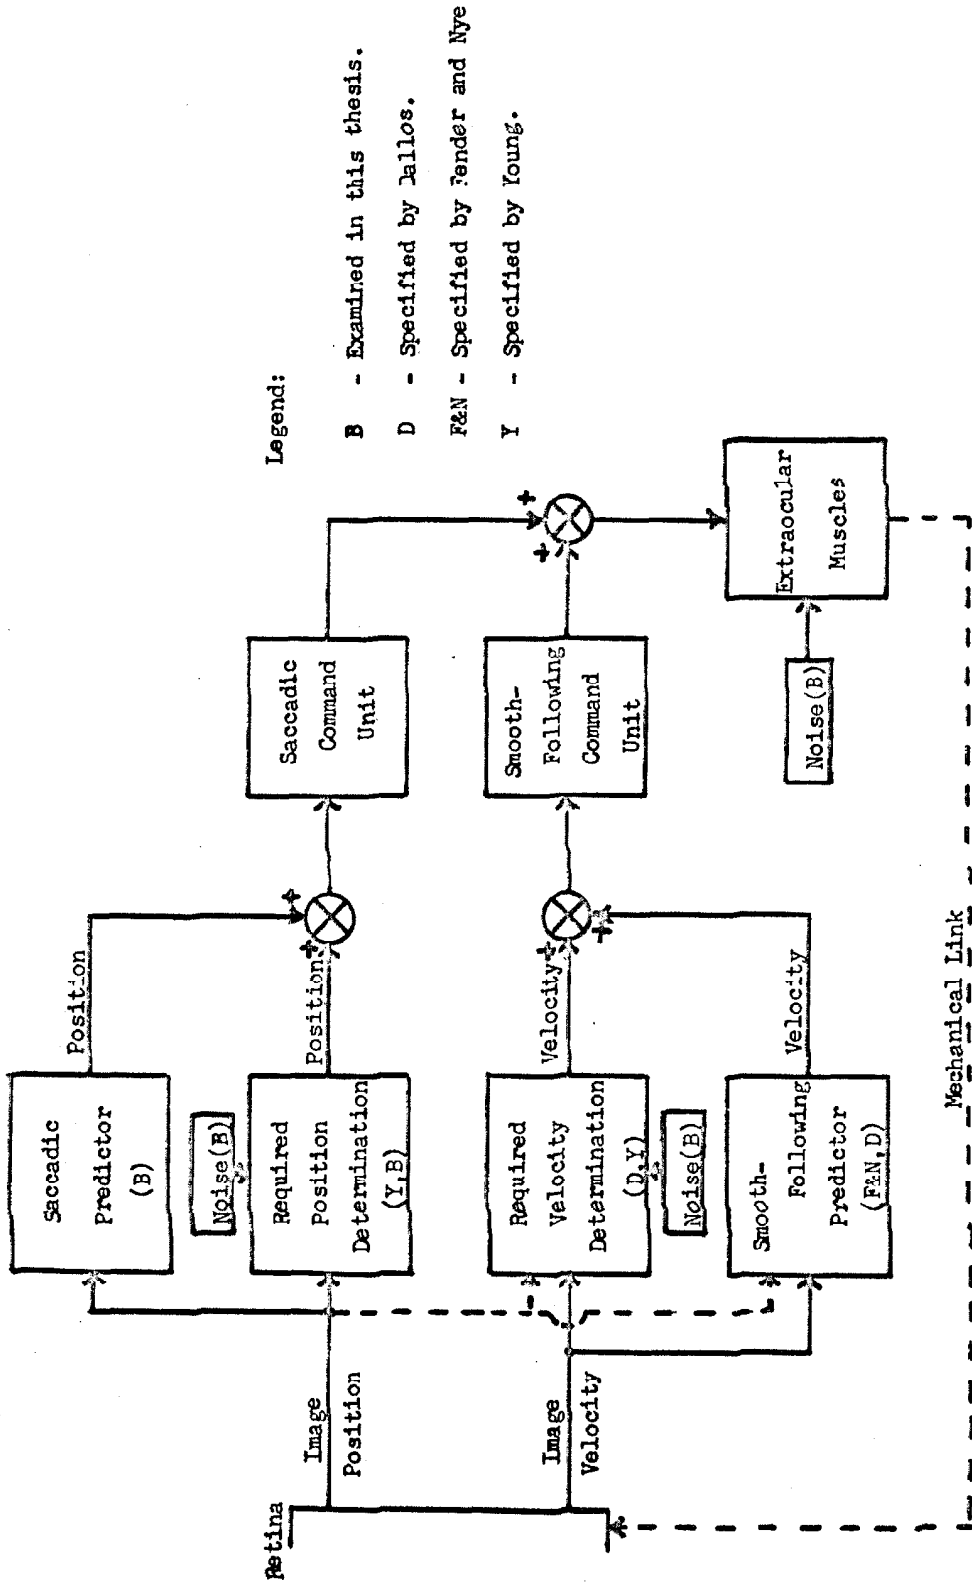 Retina
Image
Position
Image
Velocity
Saccadic
Predictor
(B)
Noise(B)
Required
Position
Determination
(Y,B)
Required
Velocity
Determination
(D,Y)
Noise(B)
Smooth-
Following
Predictor
(F&N,D)
Position
Position
Velocity
Velocity
+
+
+
+
Saccadic
Command
Unit
Smooth-
Following
Command
Unit
+
+
Noise(B)
Extraocular
Muscles
Mechanical Link
Legend:
B - Examined in this thesis.
D - Specified by Dallos.
F&N - Specified by Fender and Nye
Y - Specified by Young.